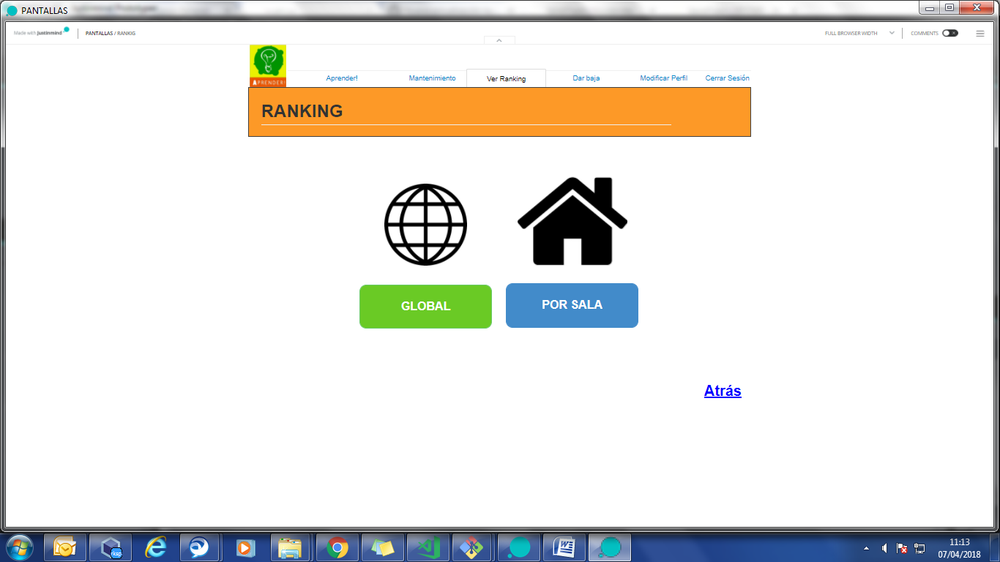 PANTALLAS
Made with justinmind
PANTALLAS / RANKIG
FULL BROWSER WIDTH
COMMENTS
APRENDER!
Aprender!
Mantenimiento
Ver Ranking
Dar baja
Modificar Perfil
Cerrar Sesión
RANKING
GLOBAL
POR SALA
Atrás
ksp
11:13
07/04/2018